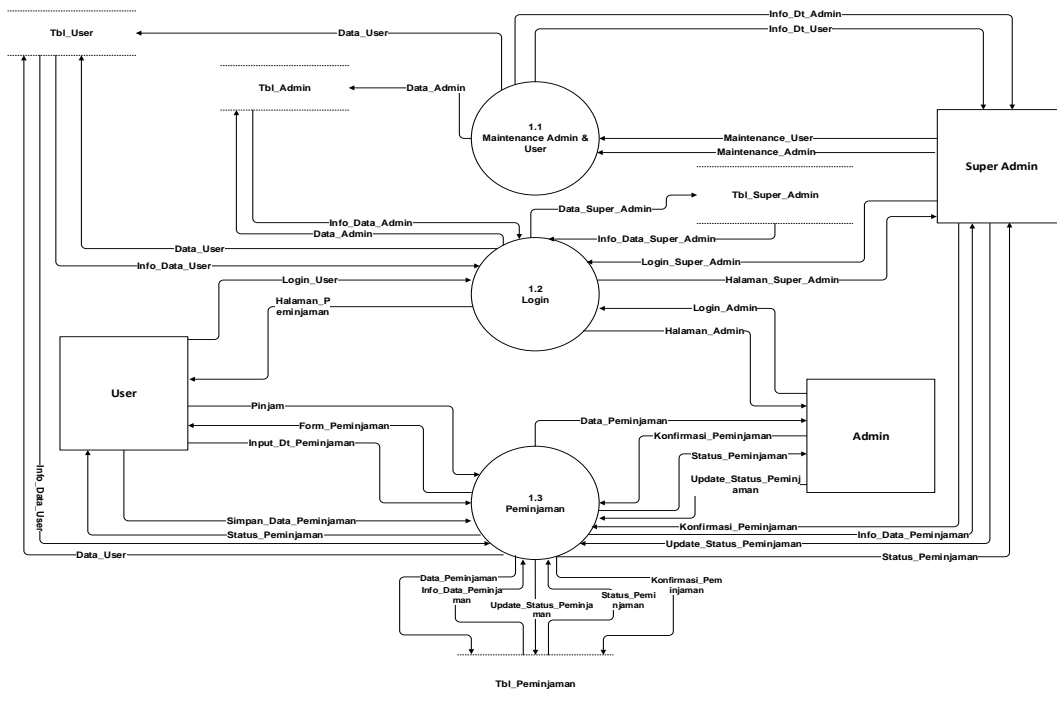 Info_Dt_Admin
Info_Dt_User
Tbl_User
Data_User
Tbl_Admin
Data_Admin
1.1
Maintenance Admin &
User
Maintenance_User
Maintenance_Admin
Super Admin
Tbl_Super_Admin
Data_Super_Admin
Info_Data_Admin
Data_Admin
Info_Data_Super_Admin
Data_User
Info_Data_User
Login_Super_Admin
Login_User
Halaman_Super_Admin
1.2
Login
Halaman_P
eminjaman
Login_Admin
Halaman_Admin
User
Admin
Pinjam
Form_Peminjaman
Input_Dt_Peminjaman
Data_Peminjaman
Konfirmasi_Peminjaman
Status_Peminjaman
Update_Status_Peminj
aman
1.3
Peminjaman
Info_Data_User
Simpan_Data_Peminjaman
Status_Peminjaman
Data_User
Konfirmasi_Peminjaman
Info_Data_Peminjaman
Update_Status_Peminjaman
Status_Peminjaman
Data_Peminjaman
Info_Data_Peminja
man
Update_Status_Peminja
man
Status_Pemi
njaman
Konfirmasi_Pem
injaman
Tbl_Peminjaman